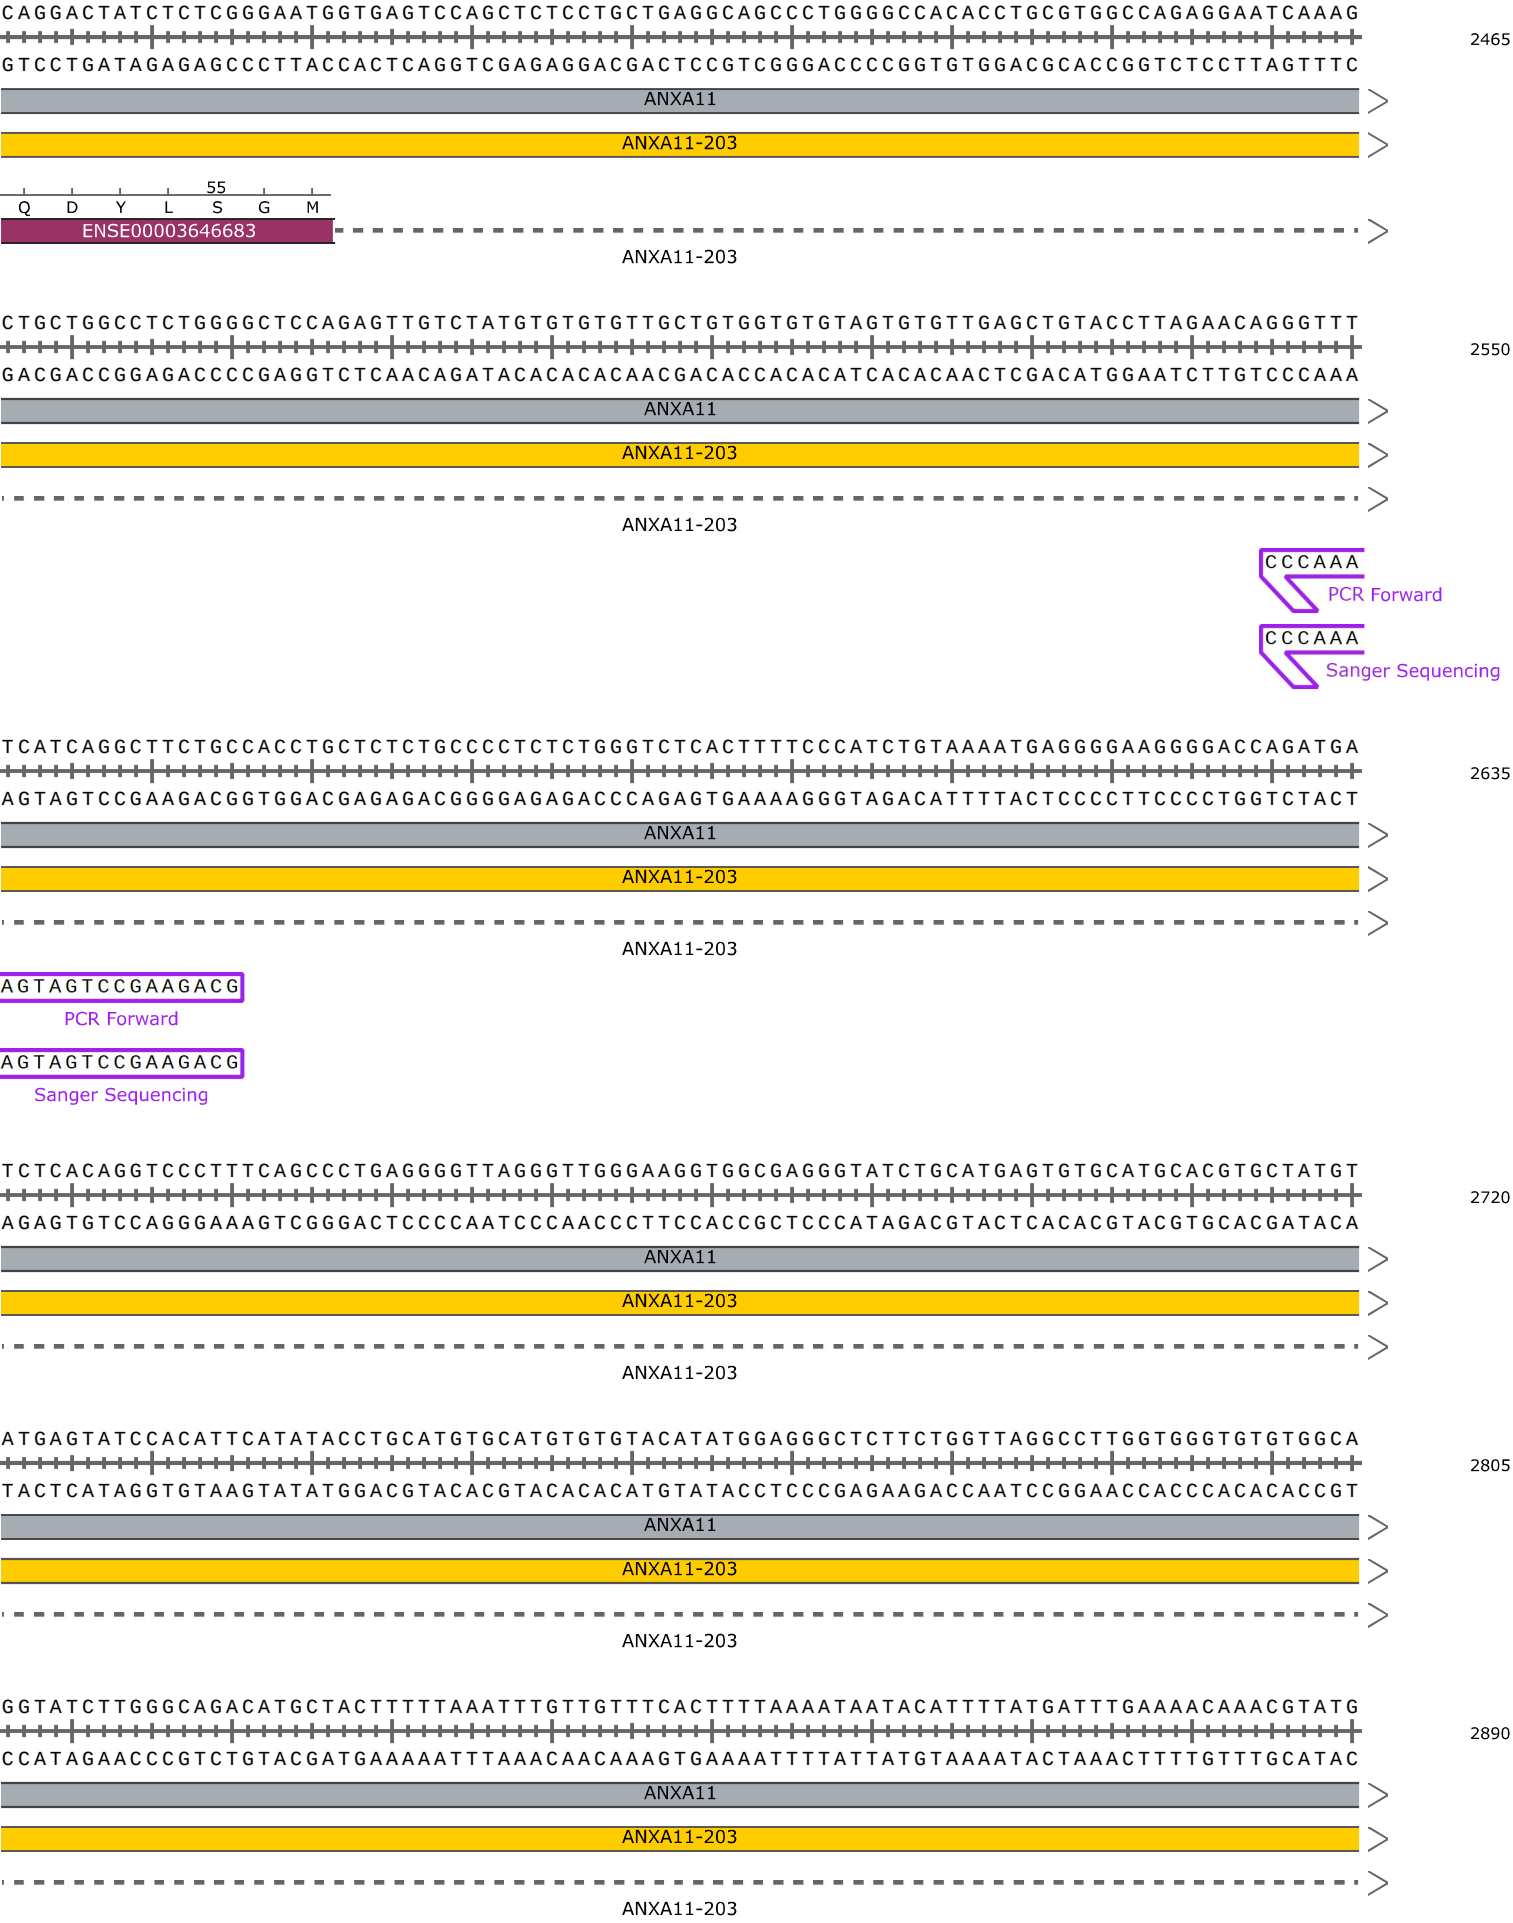 CAGGACTATCTCTCGGGAATGGTGAGTCCAGCTCTCCTGCTGAGGCAGCCCTGGGGCCACACCTGCGTGGCCAGAGGAATCAAAG
2465
GTCCTGATAGAGAGCCCTTACCACTCAGGTCGAGAGGACGACTCCGTCGGGACCCCGGTGTGGACGCACCGGTCTCCTTAGTTTC
ANXA11
ANXA11-203
55
Q D Y L S G M
ENSE00003646683
ANXA11-203
CTGCTGGCCTCTGGGGCTCCAGAGTTGTCTATGTGTGTGTTGCTGTGGTGTGTAGTGTGTTGAGCTGTACCTTAGAACAGGGTTT
2550
GACGACCGGAGACCCCGAGGTCTCAACAGATACACACACAACGACACCACACATCACACAACTCGACATGGAATCTTGTCCCAAA
ANXA11
ANXA11-203
ANXA11-203
CCCAAA
PCR Forward
CCCAAA
Sanger Sequencing
TCATCAGGCTTCTGCCACCTGCTCTCTGCCCCTCTCTGGGTCTCACTTTTCCCATCTGTAAAATGAGGGGAAGGGGACCAGATGA
2635
AGTAGTCCGAAGACGGTGGACGAGAGACGGGGAGAGACCCAGAGTGAAAAGGGTAGACATTTTACTCCCCTTCCCCTGGTCTACT
ANXA11
ANXA11-203
ANXA11-203
AGTAGTCCGAAGACG
PCR Forward
AGTAGTCCGAAGACG
Sanger Sequencing
TCTCACAGGTCCCTTTCAGCCCTGAGGGGTTAGGGTTGGGAAGGTGGCGAGGGTATCTGCATGAGTGTGCATGCACGTGCTATGT
2720
AGAGTGTCCAGGGAAAGTCGGGACTCCCCAATCCCAACCCTTCCACCGCTCCCATAGACGTACTCACACGTACGTGCACGATACA
ANXA11
ANXA11-203
ANXA11-203
ATGAGTATCCACATTCATATACCTGCATGTGCATGTGTGTACATATGGAGGGCTCTTCTGGTTAGGCCTTGGTGGGTGTGTGGCA
2805
TACTCATAGGTGTAAGTATATGGACGTACACGTACACACATGTATACCTCCCGAGAAGACCAATCCGGAACCACCCACACACCGT
ANXA11
ANXA11-203
ANXA11-203
GGTATCTTGGGCAGACATGCTACTTTTTAAATTTGTTGTTTCACTTTTAAAATAATACATTTTATGATTTGAAAACAAACGTATG
2890
CCATAGAACCCGTCTGTACGATGAAAAATTTAAACAACAAAGTGAAAATTTTATTATGTAAAATACTAAACTTTTGTTTGCATAC
ANXA11
ANXA11-203
ANXA11-203